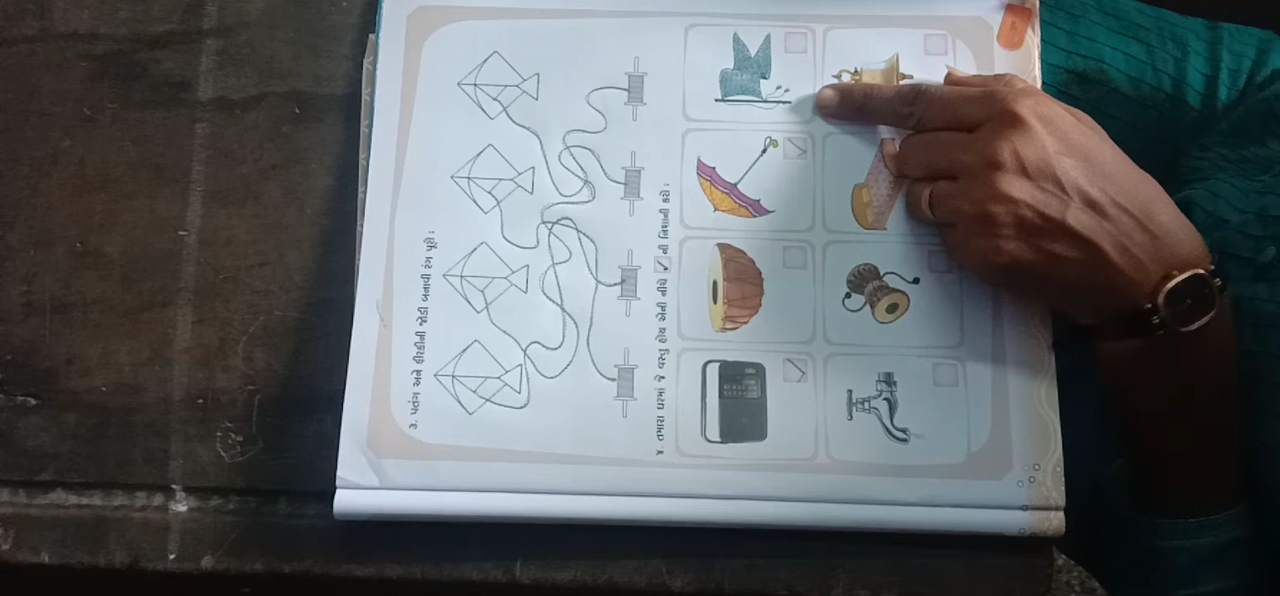 ૩. પતંગ અને ફીરકીની જોડી બનાવી રંગ પૂરો :
૪. તમારા ઘરમાં જે વસ્તુ હોય એની નીચે ✓ ની નિશાની કરો :